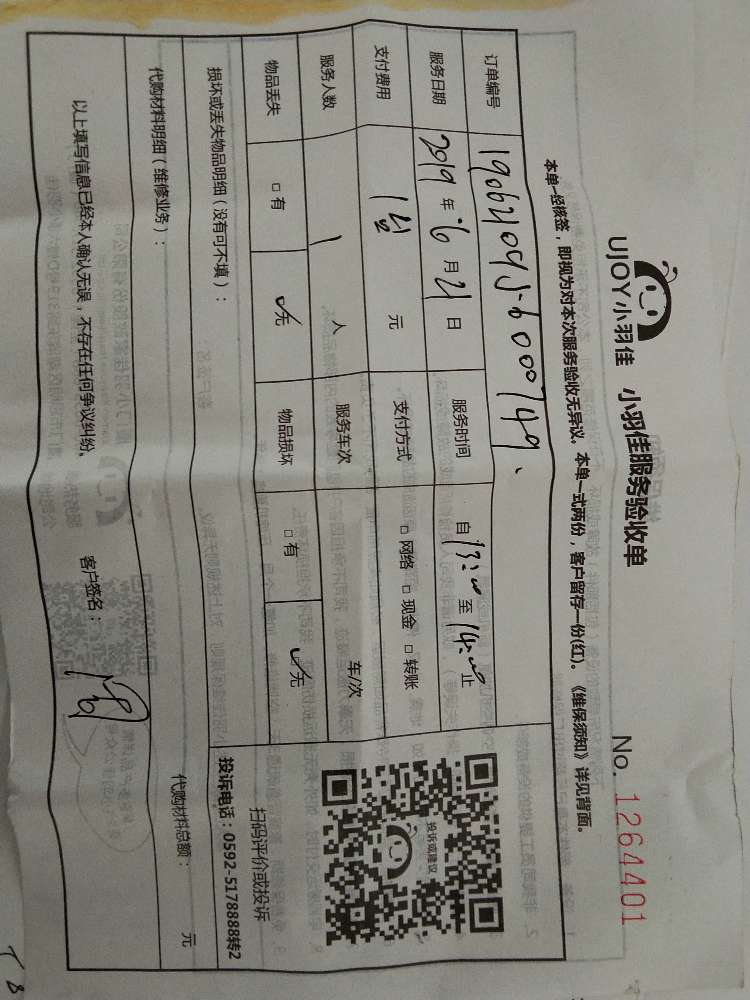 UJOY小羽佳 小羽佳服务验收单 No. 1264401
本单一经核签，即视为对本次服务验收无异议。本单一式两份，客户留存一份(红)。《维保须知》详见背面。
订单编号
服务日期 2019年6月21日 服务时间 自13:00至14:00止
支付费用 元 支付方式 □网络 □现金 □转账
服务人数 1 人 服务车次 车/次
物品丢失 □有 ☑无 物品损坏 □有 ☑无
损坏或丢失物品明细（没有可不填）：
代购材料明细（维修业务）： 代购材料总额： 元
以上填写信息已经本人确认无误，不存在任何争议纠纷。 客户签名：
投诉或建议
扫码评价或投诉
投诉电话：0592-5178888转2